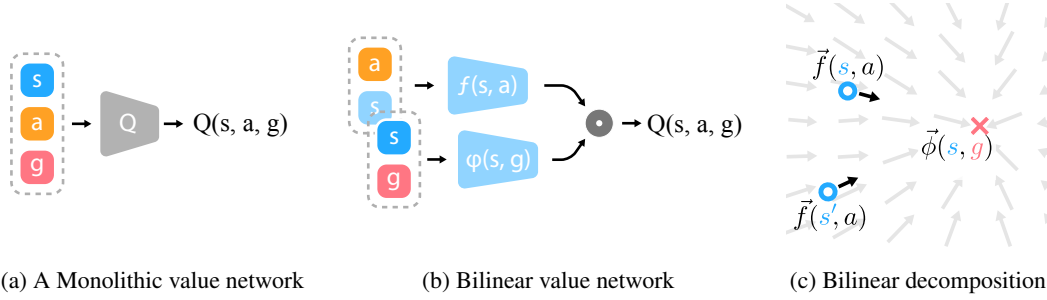 s
a
g
Q
Q(s, a, g)
(a) A Monolithic value network
a
s
s
g
f(s, a)
φ(s, g)
Q(s, a, g)
(b) Bilinear value network
f⃗(s, a)
ϕ⃗(s, g)
f⃗(s′, a)
(c) Bilinear decomposition